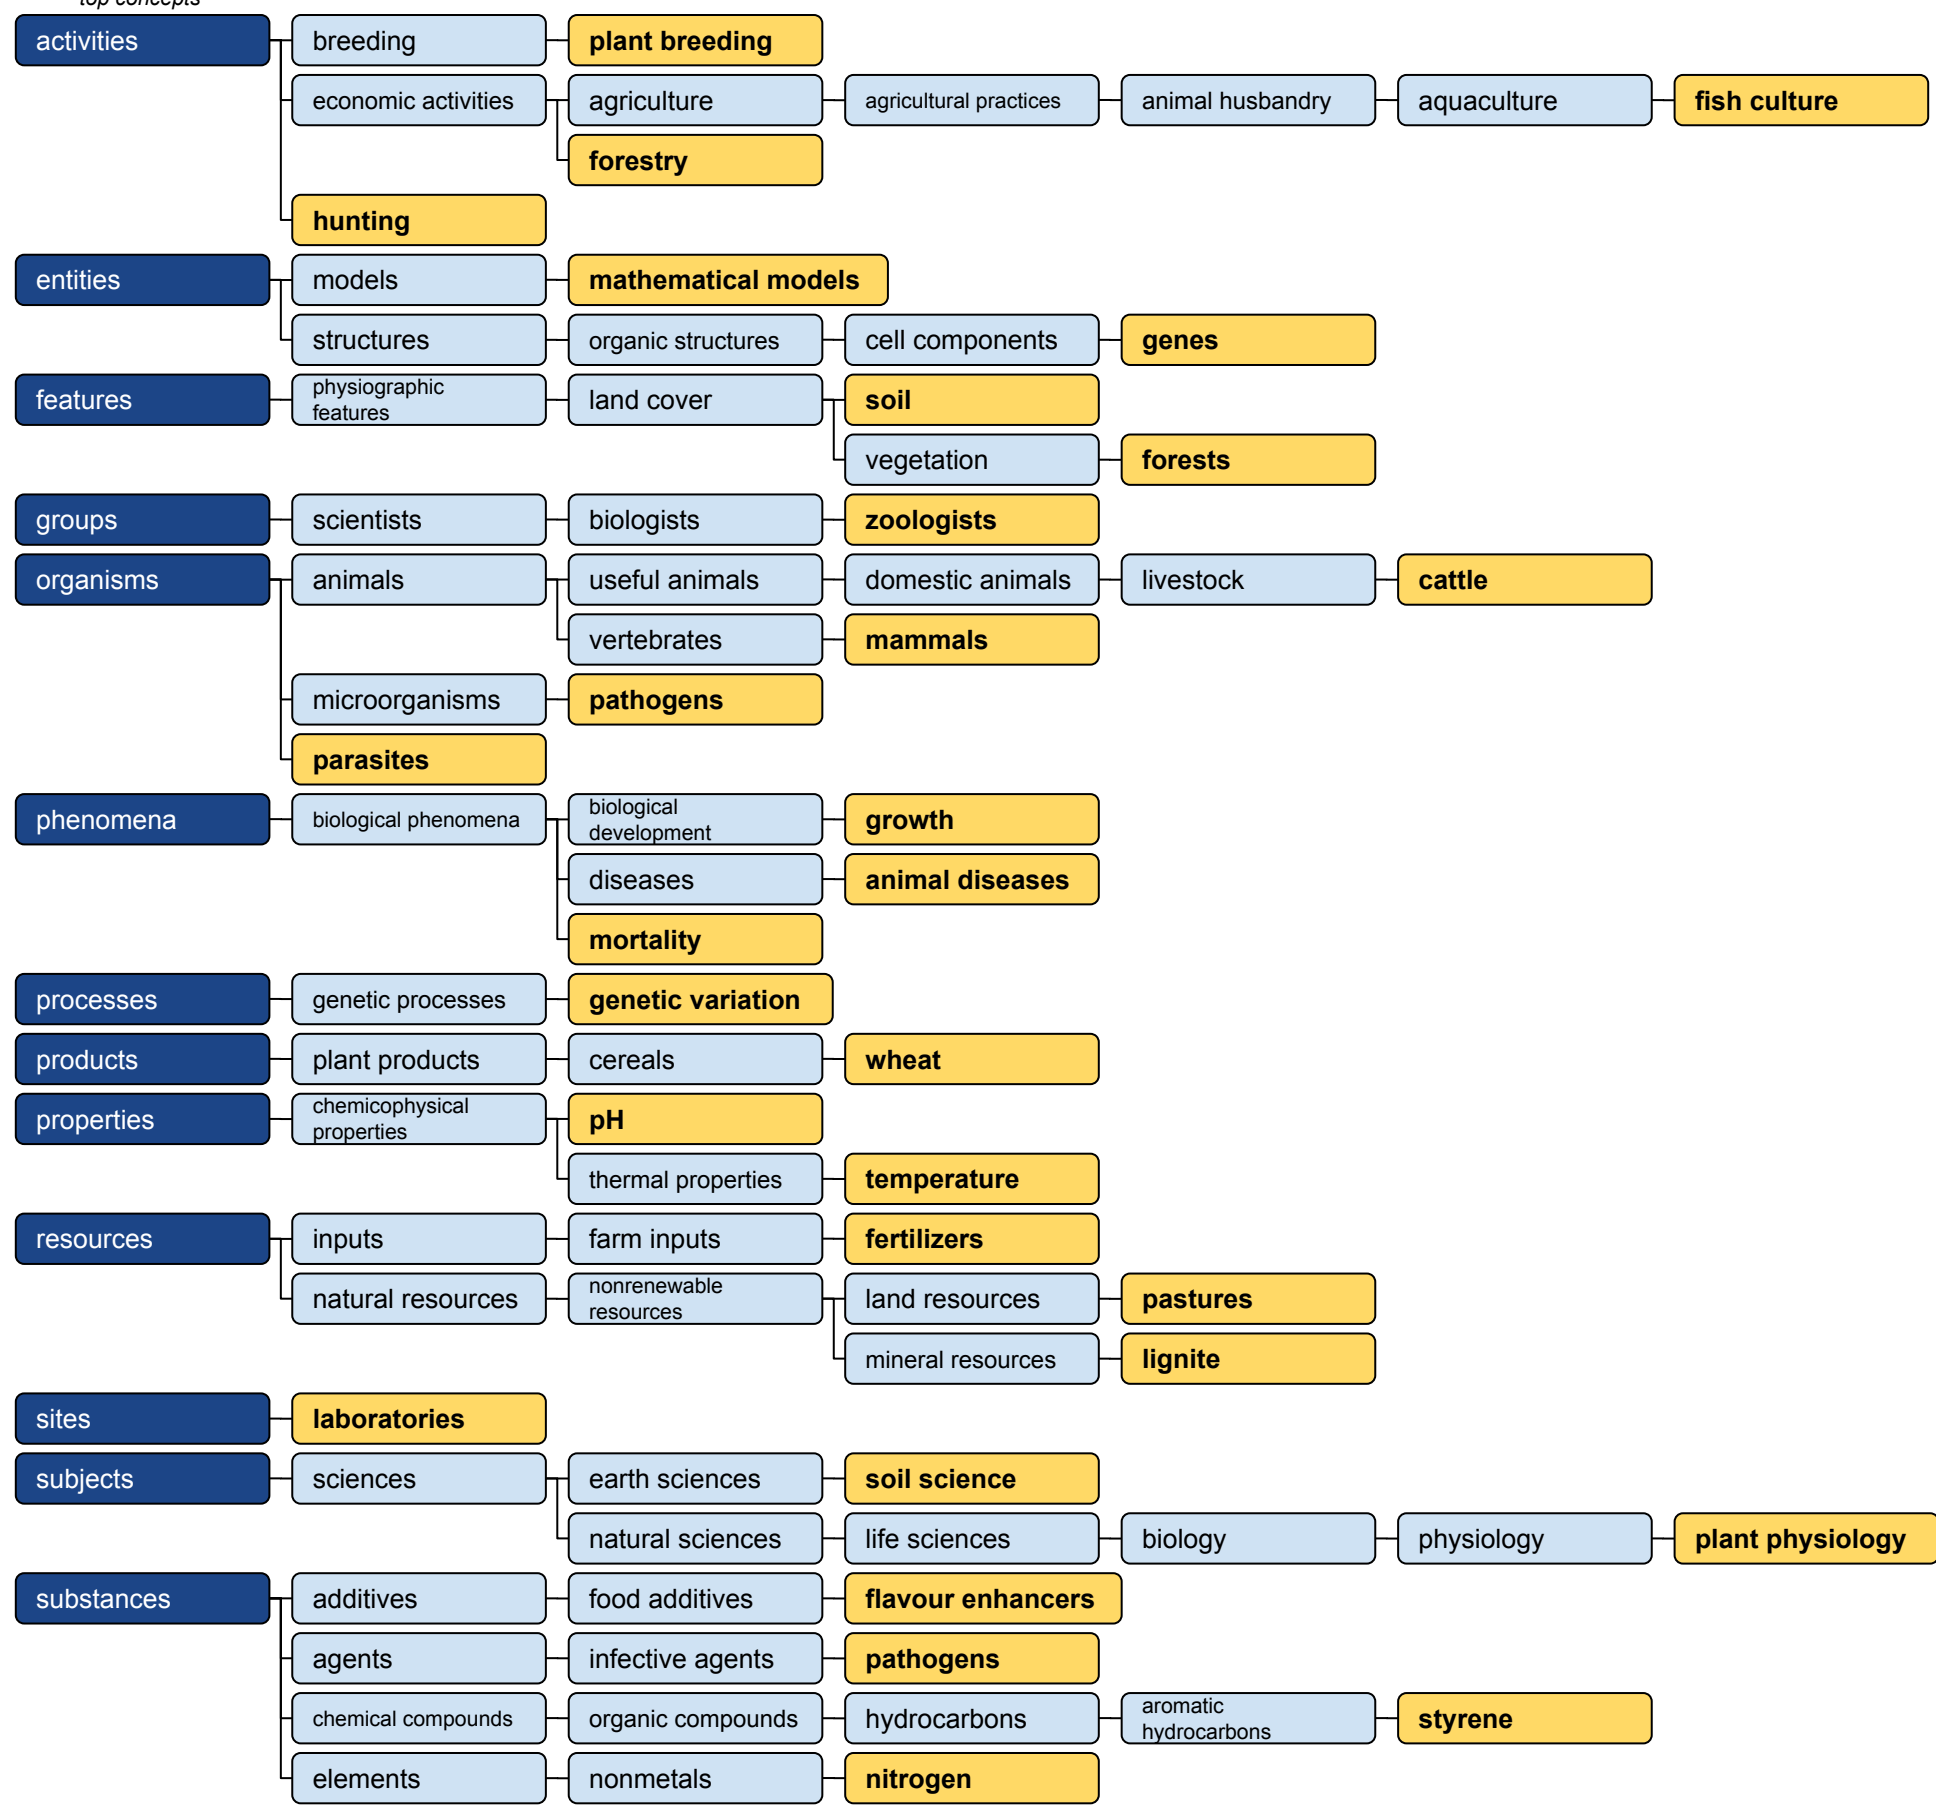 top concepts
activities
breeding
plant breeding
economic activities
agriculture
agricultural practices
animal husbandry
aquaculture
fish culture
forestry
hunting
entities
models
mathematical models
structures
organic structures
cell components
genes
features
physiographic
features
land cover
soil
vegetation
forests
groups
scientists
biologists
zoologists
organisms
animals
useful animals
domestic animals
livestock
cattle
vertebrates
mammals
microorganisms
pathogens
parasites
phenomena
biological phenomena
biological
development
growth
diseases
animal diseases
mortality
processes
genetic processes
genetic variation
products
plant products
cereals
wheat
properties
chemicophysical
properties
pH
thermal properties
temperature
resources
inputs
farm inputs
fertilizers
natural resources
nonrenewable
resources
land resources
pastures
mineral resources
lignite
sites
laboratories
subjects
sciences
earth sciences
soil science
natural sciences
life sciences
biology
physiology
plant physiology
substances
additives
food additives
flavour enhancers
agents
infective agents
pathogens
chemical compounds
organic compounds
hydrocarbons
aromatic
hydrocarbons
styrene
elements
nonmetals
nitrogen